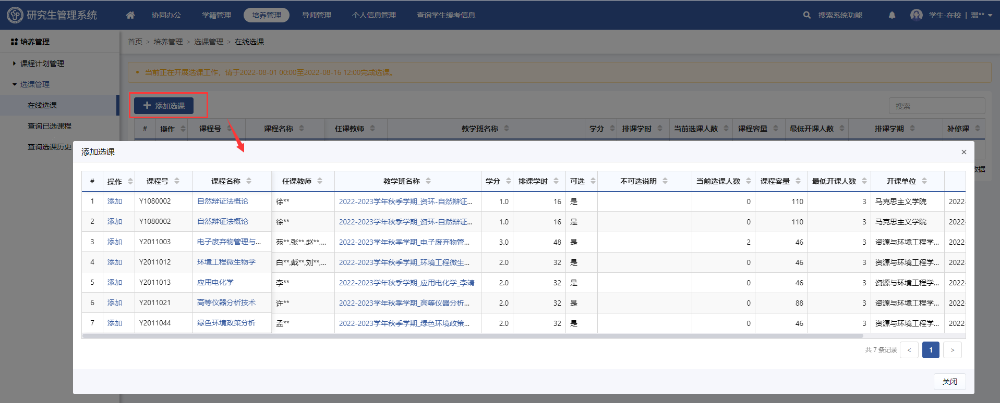 研究生管理系统
协同办公
学籍管理
培养管理
导师管理
个人信息管理
查询学生缓考信息
搜索系统功能
学生-在校 | 温**
培养管理
课程计划管理
选课管理
在线选课
查询已选课程
查询选课历史
首页 > 培养管理 > 选课管理 > 在线选课
当前正在开展选课工作，请于2022-08-01 00:00至2022-08-16 12:00完成选课。
添加选课
搜索
# 操作 课程号 课程名称 任课教师 教学班名称 学分 排课学时 当前选课人数 课程容量 最低开课人数 排课学期 补修课
数据
添加选课 ×
# 操作 课程号 课程名称 任课教师 教学班名称 学分 排课学时 可选 不可选说明 当前选课人数 课程容量 最低开课人数 开课单位
1 添加 Y1080002 自然辩证法概论 徐** 2022-2023学年秋季学期_资环-自然辩证... 1.0 16 是 0 110 3 马克思主义学院 2022-
2 添加 Y1080002 自然辩证法概论 徐** 2022-2023学年秋季学期_资环-自然辩证... 1.0 16 是 0 110 3 马克思主义学院 2022-
3 添加 Y2011003 电子废弃物管理与... 苑**,张**,赵**,... 2022-2023学年秋季学期_电子废弃物管... 3.0 48 是 2 46 3 资源与环境工程学... 2022-
4 添加 Y2011012 环境工程微生物学 白**,戴**,刘**,... 2022-2023学年秋季学期_环境工程微生... 2.0 32 是 0 46 3 资源与环境工程学... 2022-
5 添加 Y2011013 应用电化学 李** 2022-2023学年秋季学期_应用电化学_李靖 2.0 32 是 0 46 3 资源与环境工程学... 2022-
6 添加 Y2011021 高等仪器分析技术 许** 2022-2023学年秋季学期_高等仪器分析... 2.0 32 是 0 88 3 资源与环境工程学... 2022-
7 添加 Y2011044 绿色环境政策分析 孟** 2022-2023学年秋季学期_绿色环境政策... 2.0 32 是 0 46 3 资源与环境工程学... 2022-
共 7 条记录 < 1 >
关闭